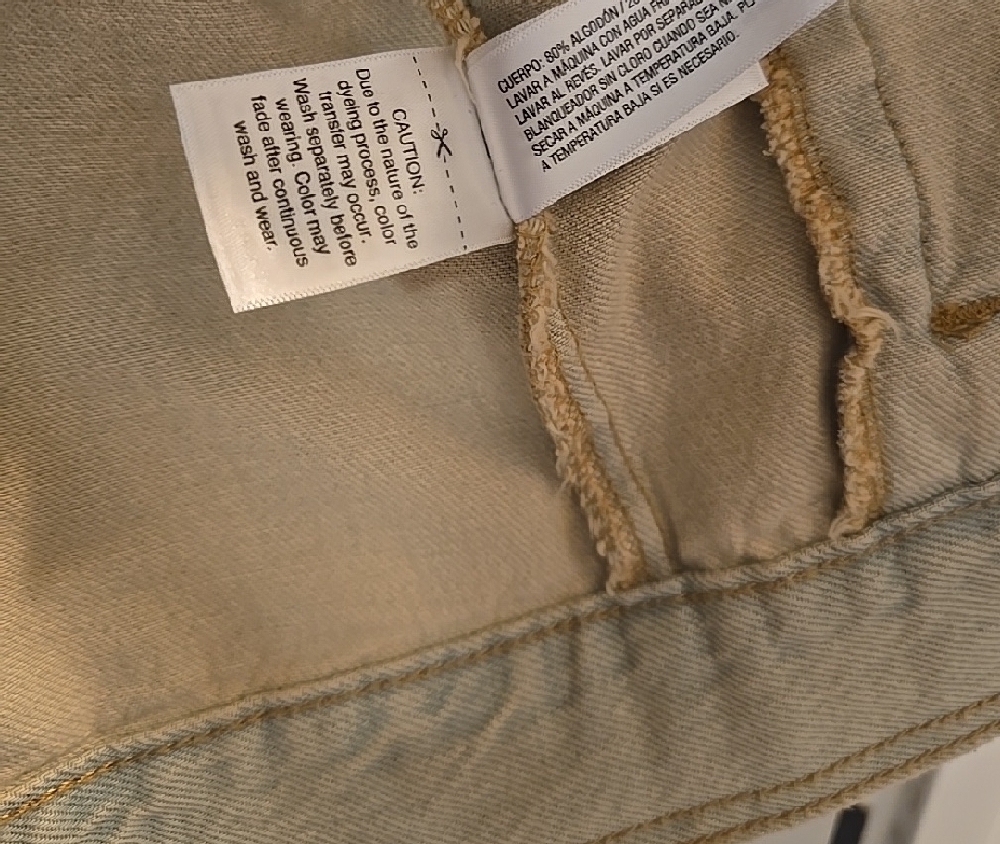 CAUTION:
Due to the nature of the
dyeing process, color
transfer may occur.
Wash separately before
wearing. Color may
fade after continuous
wash and wear.
CUERPO: 80% ALGODÓN /
LAVAR A MÁQUINA CON AGUA
LAVAR AL REVÉS. LAVAR POR
BLANQUEADOR SIN CLORO CUANDO SEA
SECAR A MÁQUINA A TEMPERATURA BAJA.
A TEMPERATURA BAJA SI ES NECESARIO.